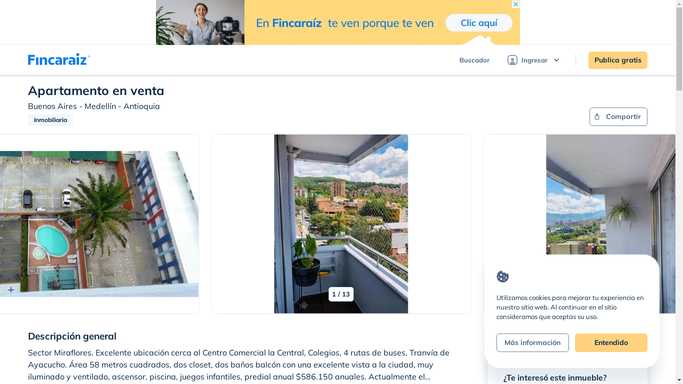 En Fincaraíz te ven porque te ven
Clic aquí
Fincaraiz
Buscador
Ingresar
Publica gratis
Apartamento en venta
Buenos Aires - Medellín - Antioquia
Inmobiliaria
Compartir
1 / 13
Utilizamos cookies para mejorar tu experiencia en
nuestro sitio web. Al continuar en el sitio
consideramos que aceptas su uso.
Más información
Entendido
Descripción general
Sector Miraflores. Excelente ubicación cerca al Centro Comercial la Central, Colegios, 4 rutas de buses, Tranvía de
Ayacucho. Área 58 metros cuadrados, dos closet, dos baños balcón con una excelente vista a la ciudad, muy
iluminado y ventilado, ascensor, piscina, juegos infantiles, predial anual $586.150 anuales. Actualmente el...
¿Te interesó este inmueble?